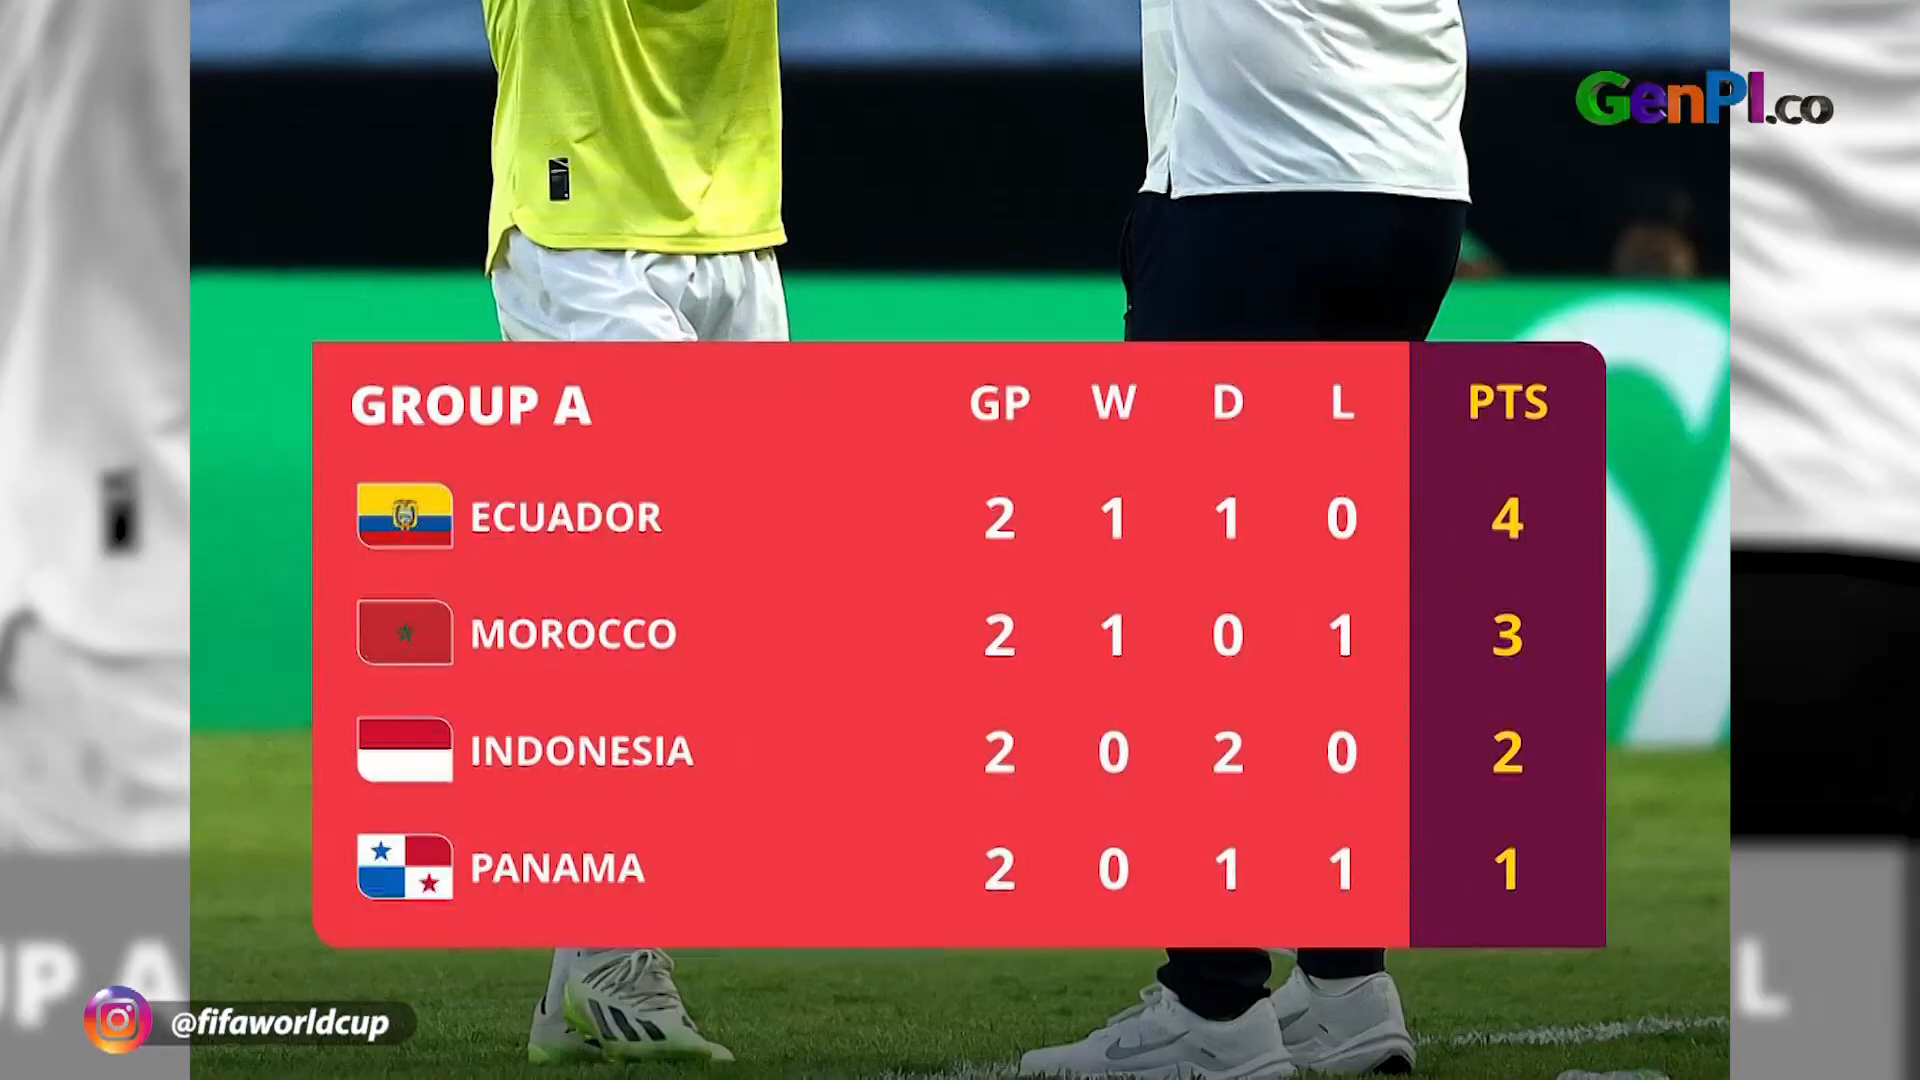 GenPI.co
GROUP A GP W D L PTS
ECUADOR 2 1 1 0 4
MOROCCO 2 1 0 1 3
INDONESIA 2 0 2 0 2
PANAMA 2 0 1 1 1
UP A
L
@fifaworldcup